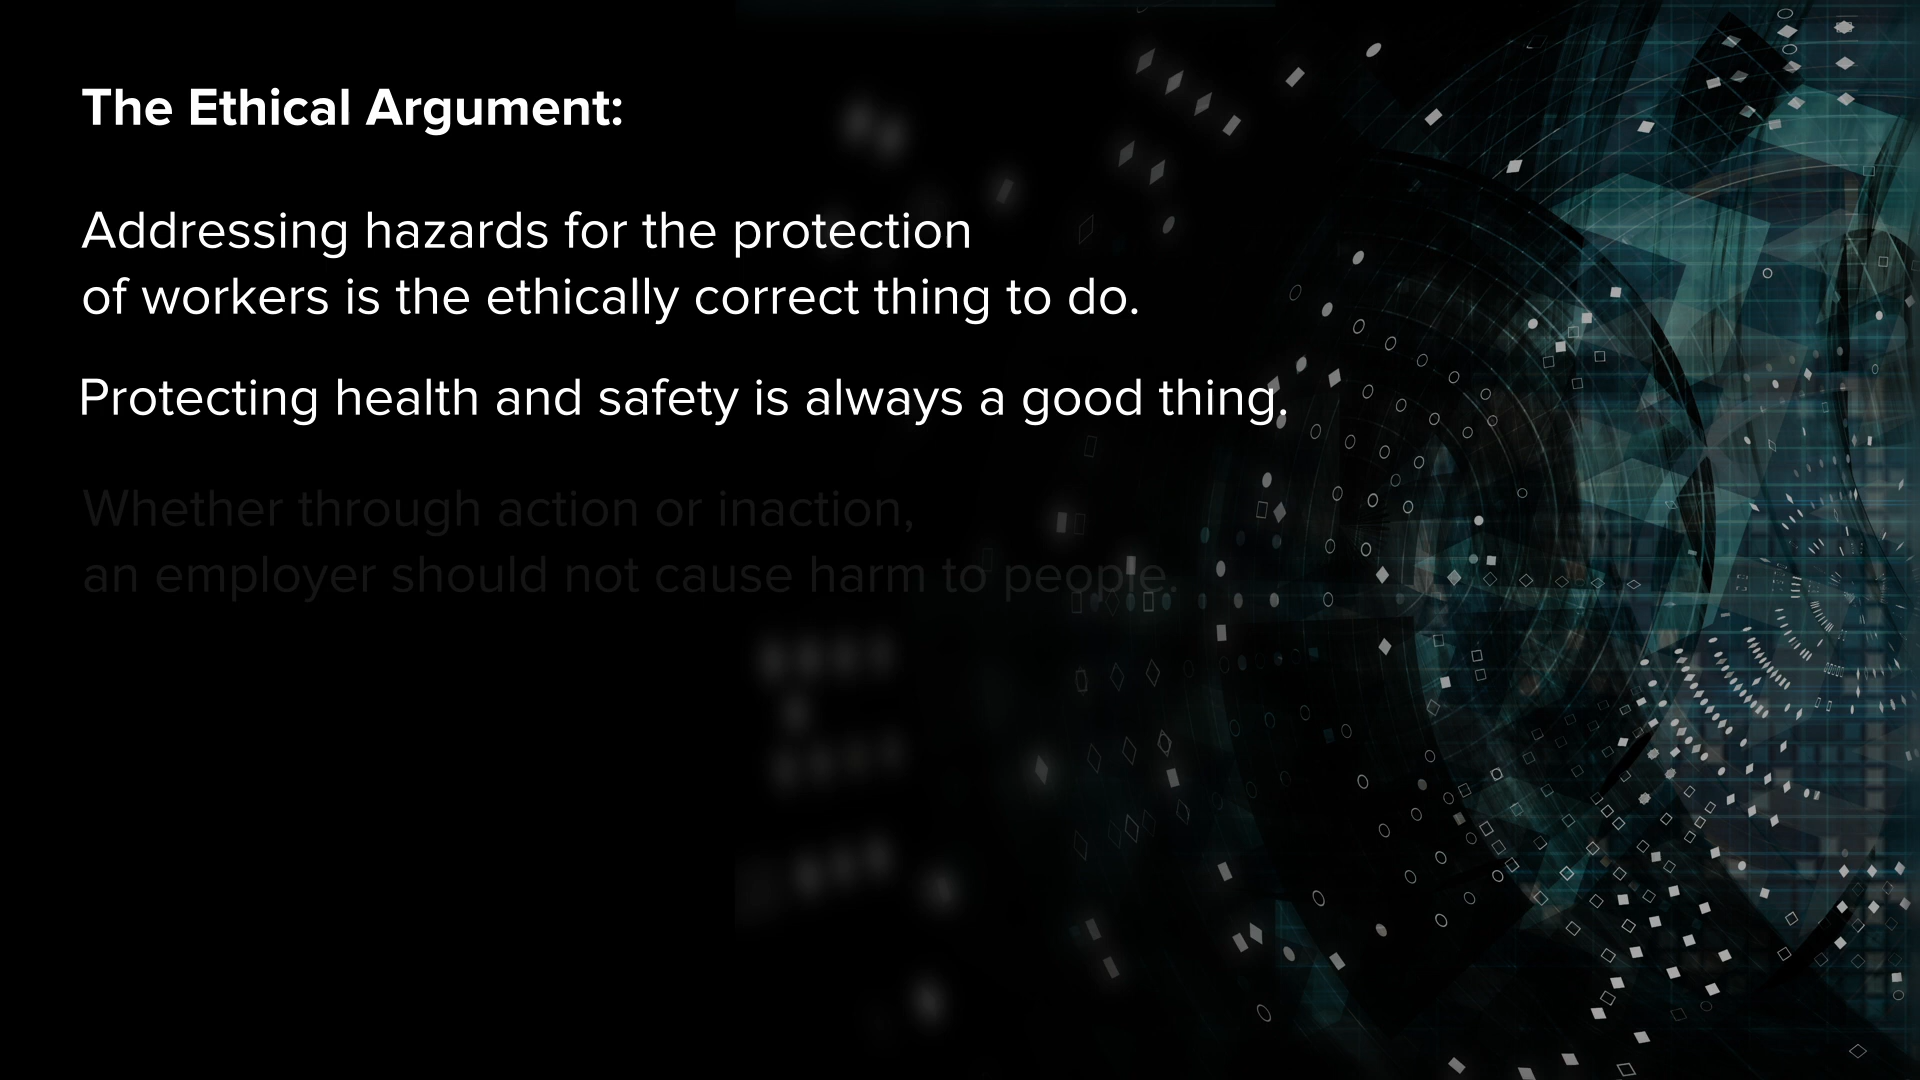 The Ethical Argument:
Addressing hazards for the protection
of workers is the ethically correct thing to do.
Protecting health and safety is always a good thing.
Whether through action or inaction,
an employer should not cause harm to people.